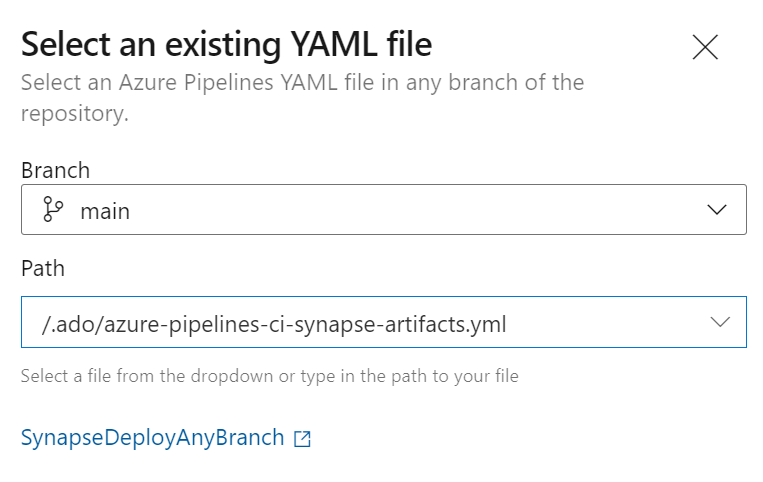 Select an existing YAML file
Select an Azure Pipelines YAML file in any branch of the
repository.
Branch
main
Path
/.ado/azure-pipelines-ci-synapse-artifacts.yml
Select a file from the dropdown or type in the path to your file
SynapseDeployAnyBranch